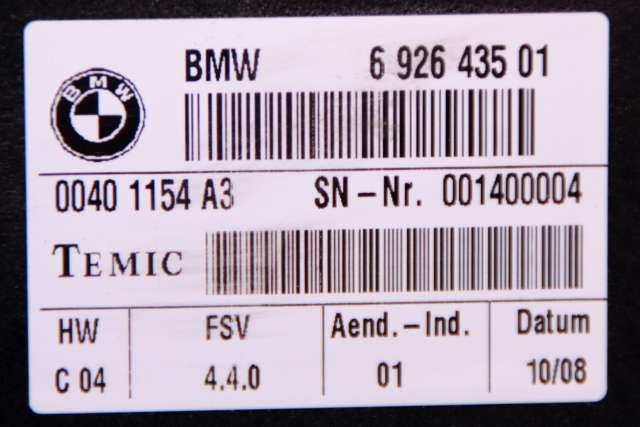 BMW
BMW 6 926 435 01
0040 1154 A3 SN-Nr. 001400004
TEMIC
HW FSV Aend.-Ind. Datum
C 04 4.4.0 01 10/08